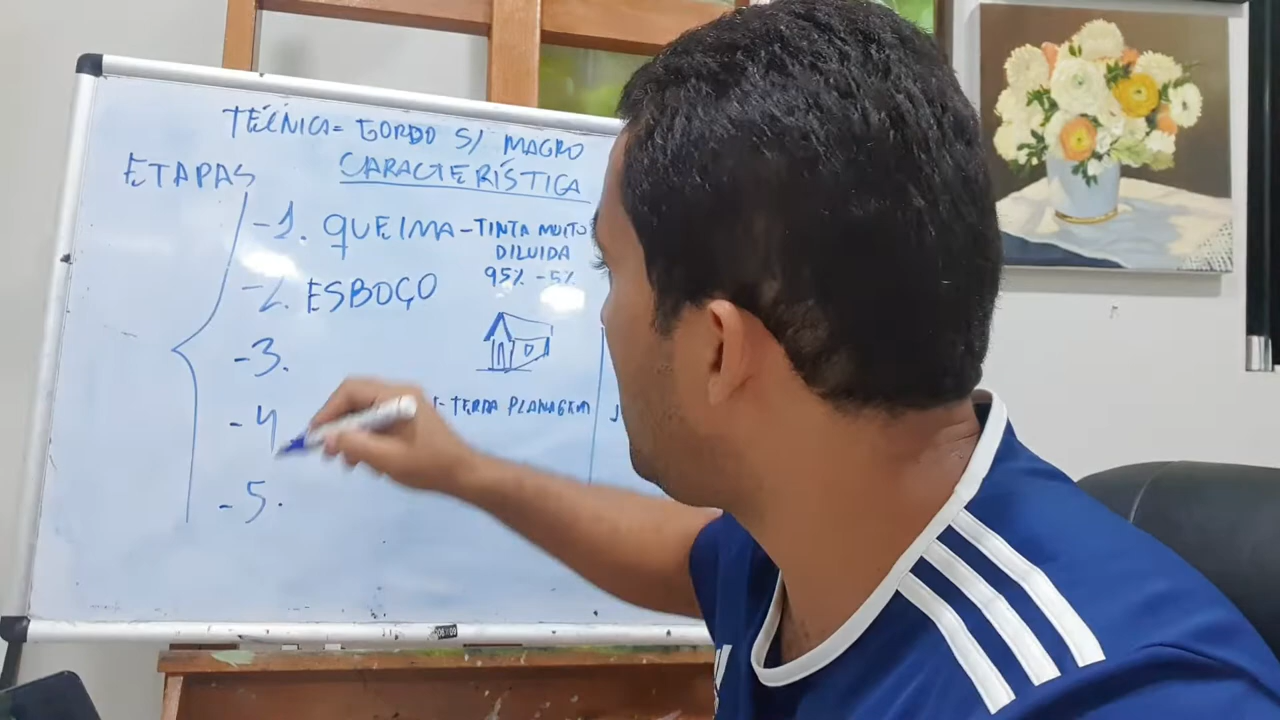 TÉCNICA = GORDO S/ MAGRO
CARACTERÍSTICA
ETAPAS
-1. QUEIMA - TINTA MUITO
DILUIDA
95% - 5%
-2. ESBOÇO
-3.
-4
TERRA PLANAGEM
-5.